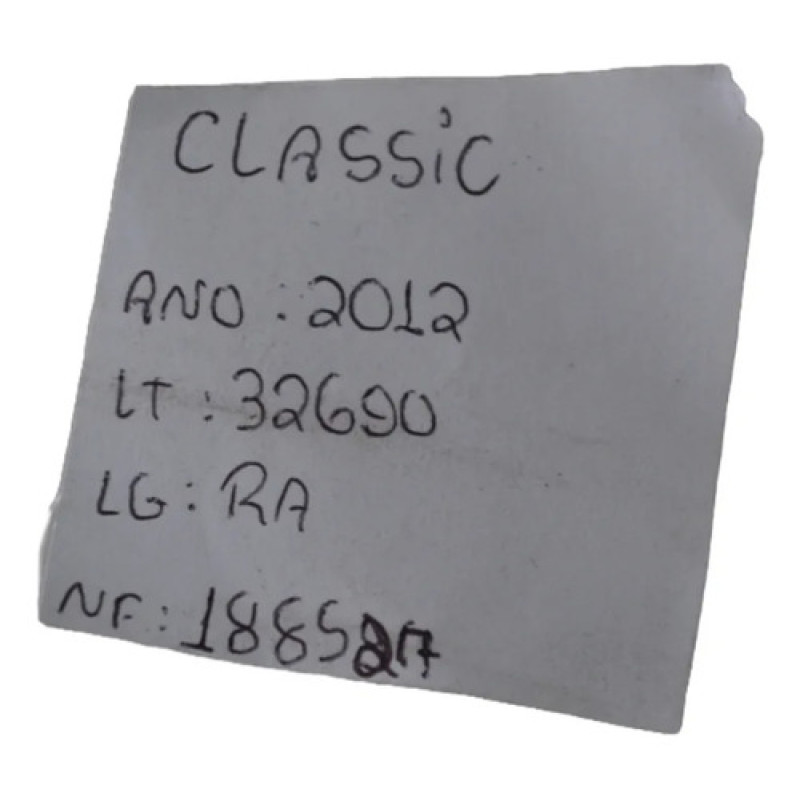 CLASSiC
ANO : 2012
LT : 32690
LG : RA
NF : 188527